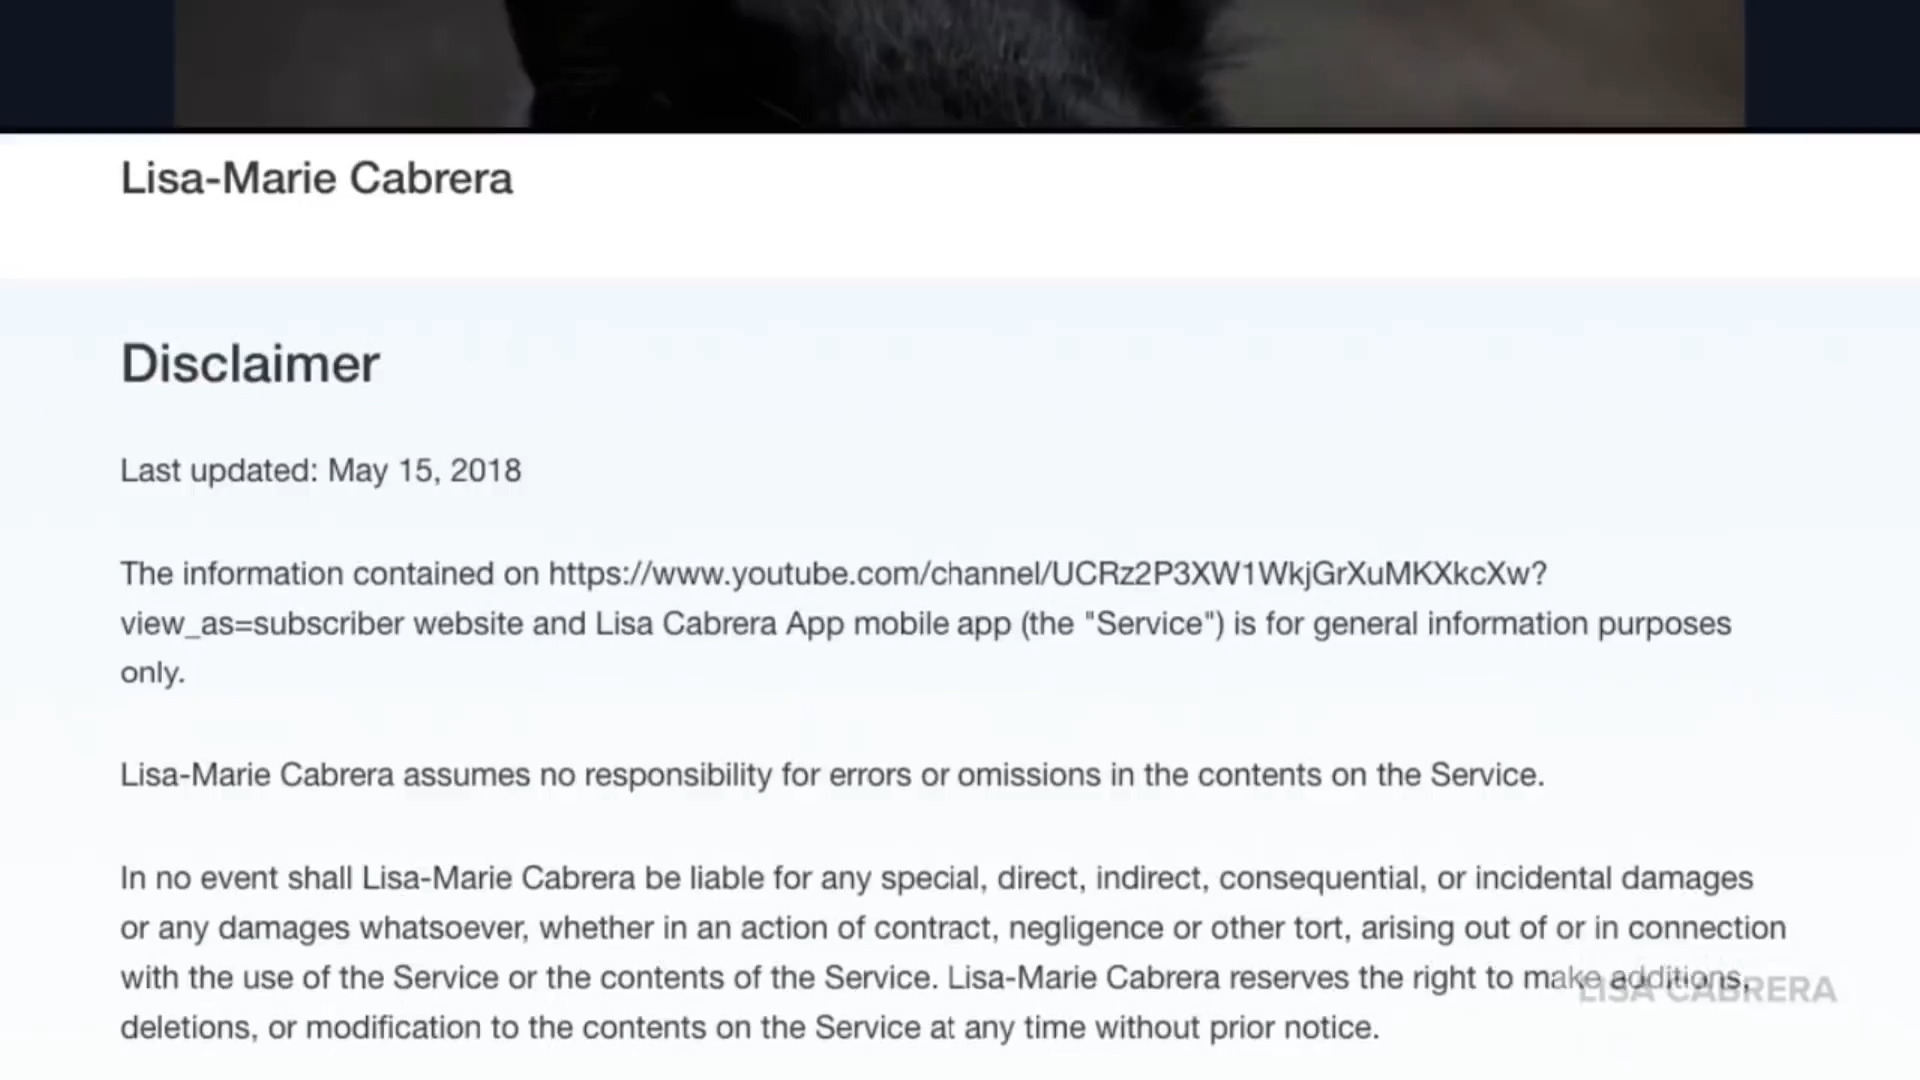 Lisa-Marie Cabrera
Disclaimer
Last updated: May 15, 2018
The information contained on https://www.youtube.com/channel/UCRz2P3XW1WkjGrXuMKXkcXw?
view_as=subscriber website and Lisa Cabrera App mobile app (the "Service") is for general information purposes
only.
Lisa-Marie Cabrera assumes no responsibility for errors or omissions in the contents on the Service.
In no event shall Lisa-Marie Cabrera be liable for any special, direct, indirect, consequential, or incidental damages
or any damages whatsoever, whether in an action of contract, negligence or other tort, arising out of or in connection
with the use of the Service or the contents of the Service. Lisa-Marie Cabrera reserves the right to make additions,
deletions, or modification to the contents on the Service at any time without prior notice.
LISA CABRERA